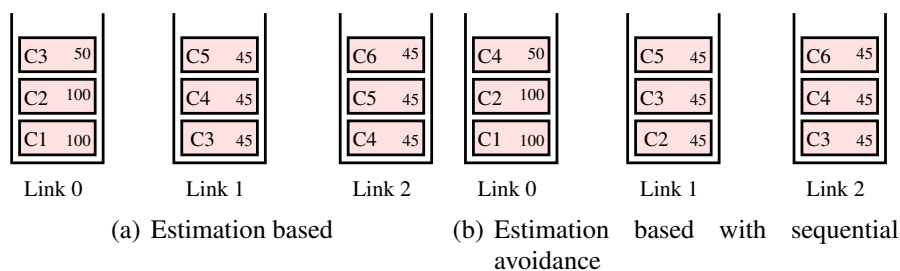 C3 50 C5 45 C6 45 C4 50 C5 45 C6 45
C2 100 C4 45 C5 45 C2 100 C3 45 C4 45
C1 100 C3 45 C4 45 C1 100 C2 45 C3 45
Link 0 Link 1 Link 2 Link 0 Link 1 Link 2
(a) Estimation based
(b) Estimation based with sequential
avoidance